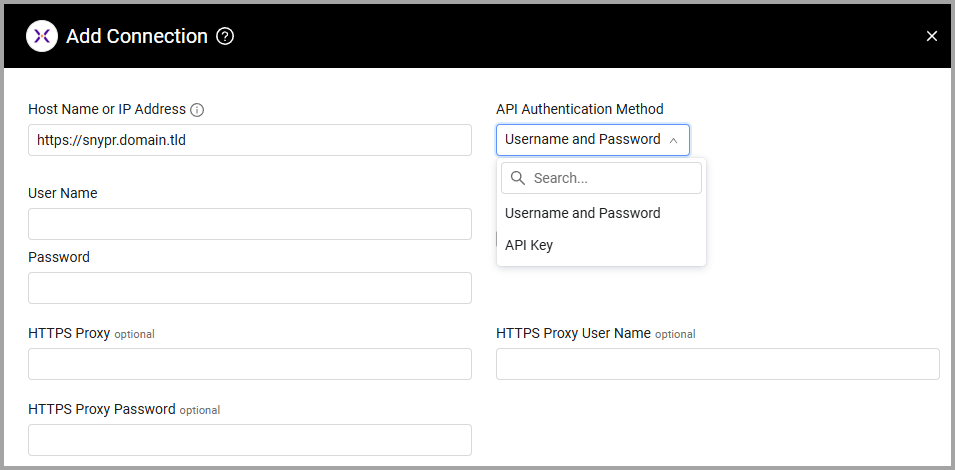 Add Connection ?
Host Name or IP Address
API Authentication Method
https://snypr.domain.tld
Username and Password
Search...
Username and Password
API Key
User Name
Password
HTTPS Proxy optional
HTTPS Proxy User Name optional
HTTPS Proxy Password optional